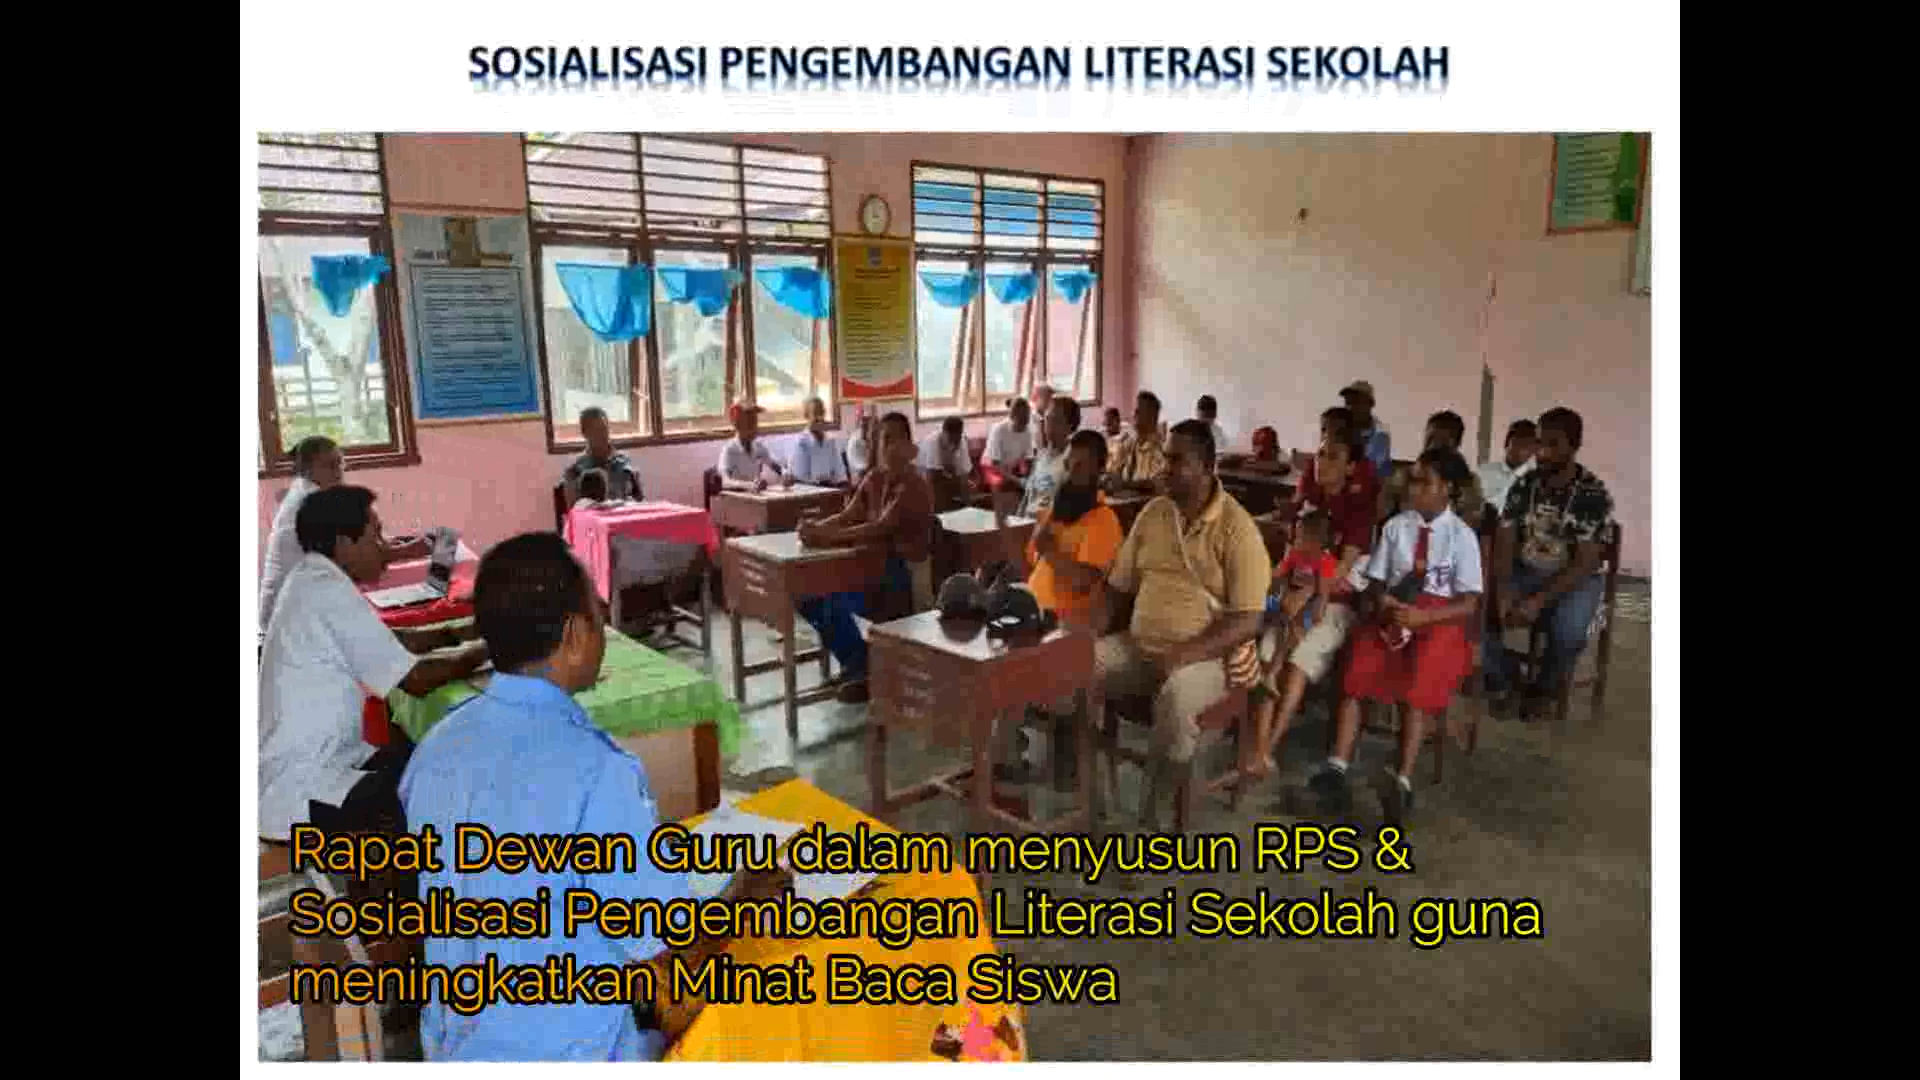 SOSIALISASI PENGEMBANGAN LITERASI SEKOLAH
Rapat Dewan Guru dalam menyusun RPS &
Sosialisasi Pengembangan Literasi Sekolah guna
meningkatkan Minat Baca Siswa